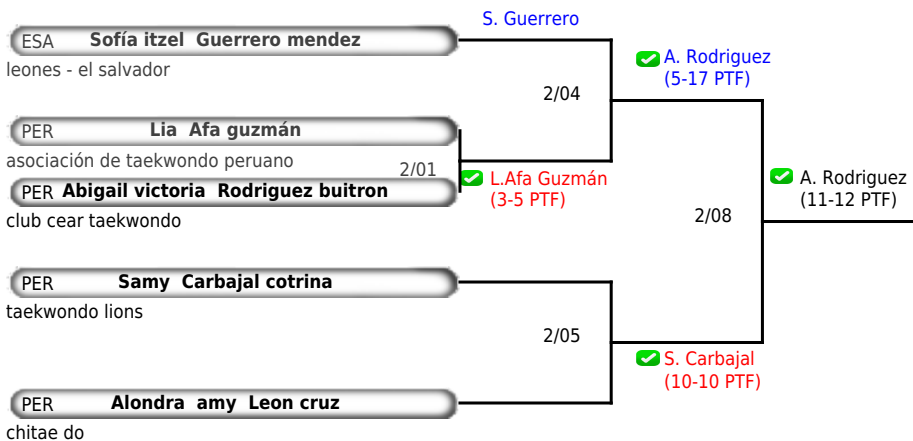 S. Guerrero
ESA Sofía itzel Guerrero mendez
leones - el salvador
A. Rodriguez
(5-17 PTF)
2/04
PER Lia Afa guzmán
asociación de taekwondo peruano
2/01
PER Abigail victoria Rodriguez buitron
club cear taekwondo
L.Afa Guzmán
(3-5 PTF)
A. Rodriguez
(11-12 PTF)
2/08
PER Samy Carbajal cotrina
taekwondo lions
2/05
S. Carbajal
(10-10 PTF)
PER Alondra amy Leon cruz
chitae do